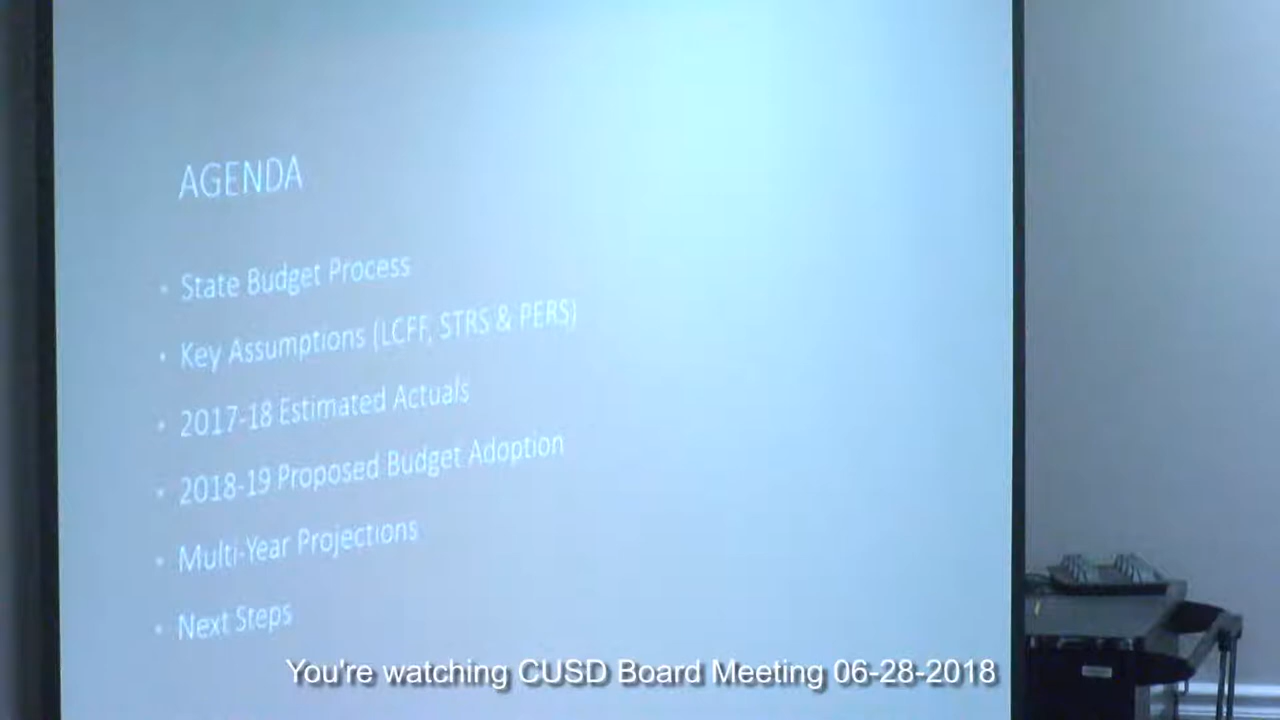 AGENDA
• State Budget Process
• Key Assumptions (LCFF, STRS & PERS)
• 2017-18 Estimated Actuals
• 2018-19 Proposed Budget Adoption
• Multi-Year Projections
• Next Steps
You're watching CUSD Board Meeting 06-28-2018